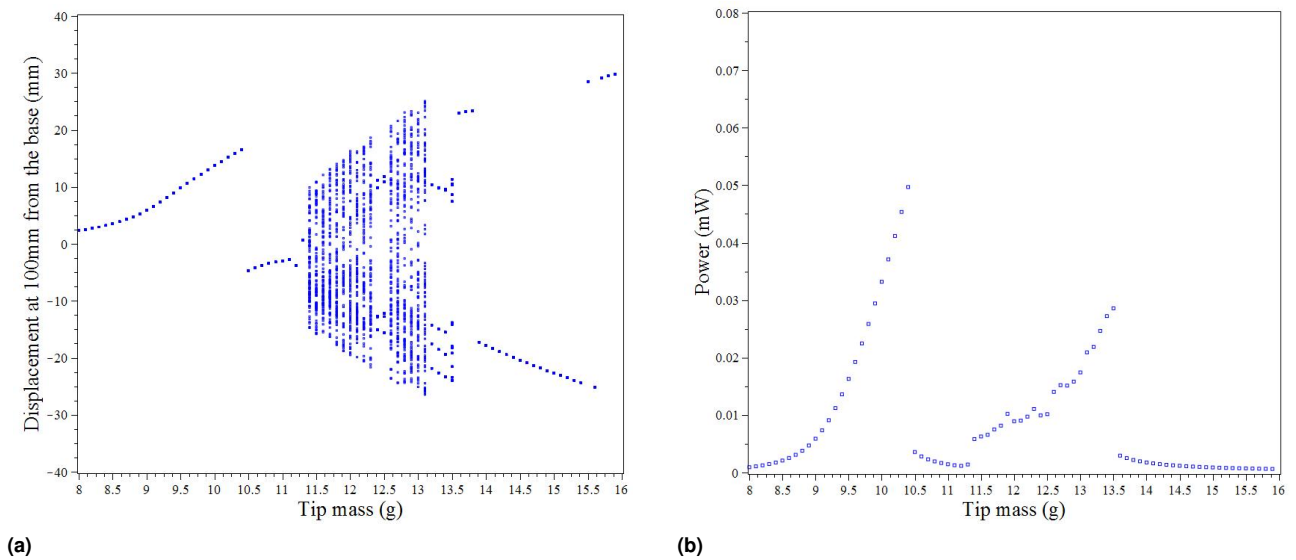 40
30
20
10
0
−10
−20
−30
−40
Displacement at 100mm from the base (mm)
8 8.5 9 9.5 10 10.5 11 11.5 12 12.5 13 13.5 14 14.5 15 15.5 16
Tip mass (g)
(a)
0.08
0.07
0.06
0.05
0.04
0.03
0.02
0.01
0
Power (mW)
8 8.5 9 9.5 10 10.5 11 11.5 12 12.5 13 13.5 14 14.5 15 15.5 16
Tip mass (g)
(b)